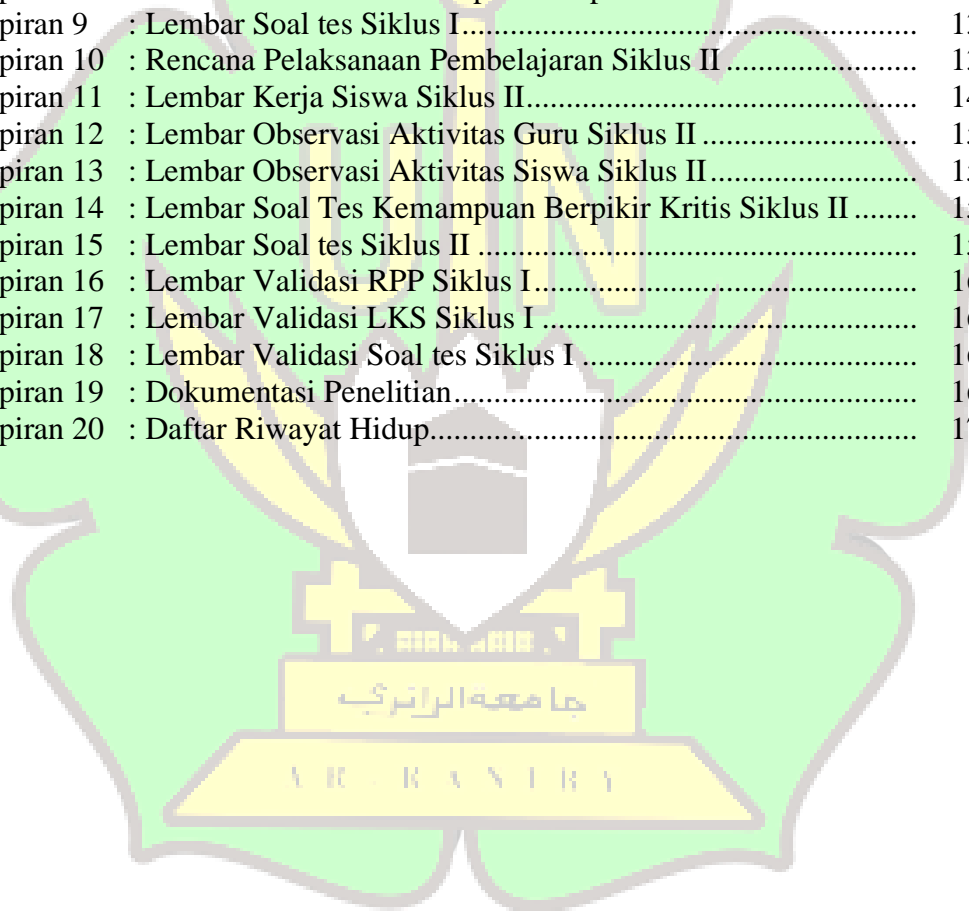 piran 9 : Lembar Soal tes Siklus I
piran 10 : Rencana Pelaksanaan Pembelajaran Siklus II
piran 11 : Lembar Kerja Siswa Siklus II
piran 12 : Lembar Observasi Aktivitas Guru Siklus II
piran 13 : Lembar Observasi Aktivitas Siswa Siklus II
piran 14 : Lembar Soal Tes Kemampuan Berpikir Kritis Siklus II
piran 15 : Lembar Soal tes Siklus II
piran 16 : Lembar Validasi RPP Siklus I
piran 17 : Lembar Validasi LKS Siklus I
piran 18 : Lembar Validasi Soal tes Siklus I
piran 19 : Dokumentasi Penelitian
piran 20 : Daftar Riwayat Hidup
UIN
جامعة الرانري
AR - RANIRY